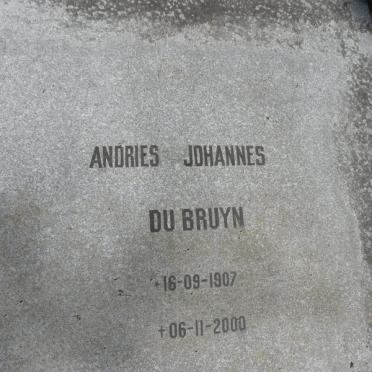 ANDRIES JOHANNES
DU BRUYN
*16-09-1907
†06-11-2000